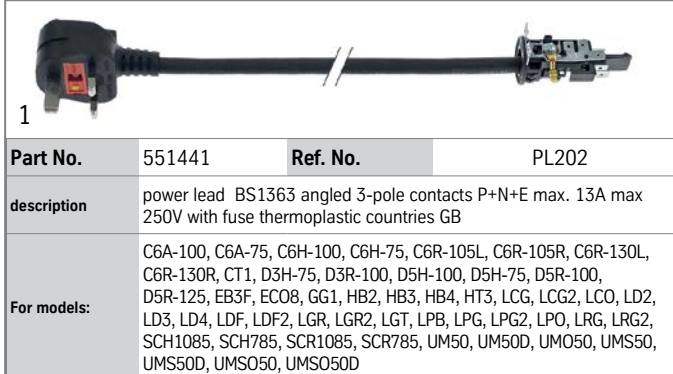 1
Part No. 551441 Ref. No. PL202
description power lead BS1363 angled 3-pole contacts P+N+E max. 13A max
250V with fuse thermoplastic countries GB
For models: C6A-100, C6A-75, C6H-100, C6H-75, C6R-105L, C6R-105R, C6R-130L,
C6R-130R, CT1, D3H-75, D3R-100, D5H-100, D5H-75, D5R-100,
D5R-125, EB3F, ECO8, GG1, HB2, HB3, HB4, HT3, LCG, LCG2, LCO, LD2,
LD3, LD4, LDF, LDF2, LGR, LGR2, LGT, LPB, LPG, LPG2, LPO, LRG, LRG2,
SCH1085, SCH785, SCR1085, SCR785, UM50, UM50D, UMO50, UMS50,
UMS50D, UMSO50, UMSO50D